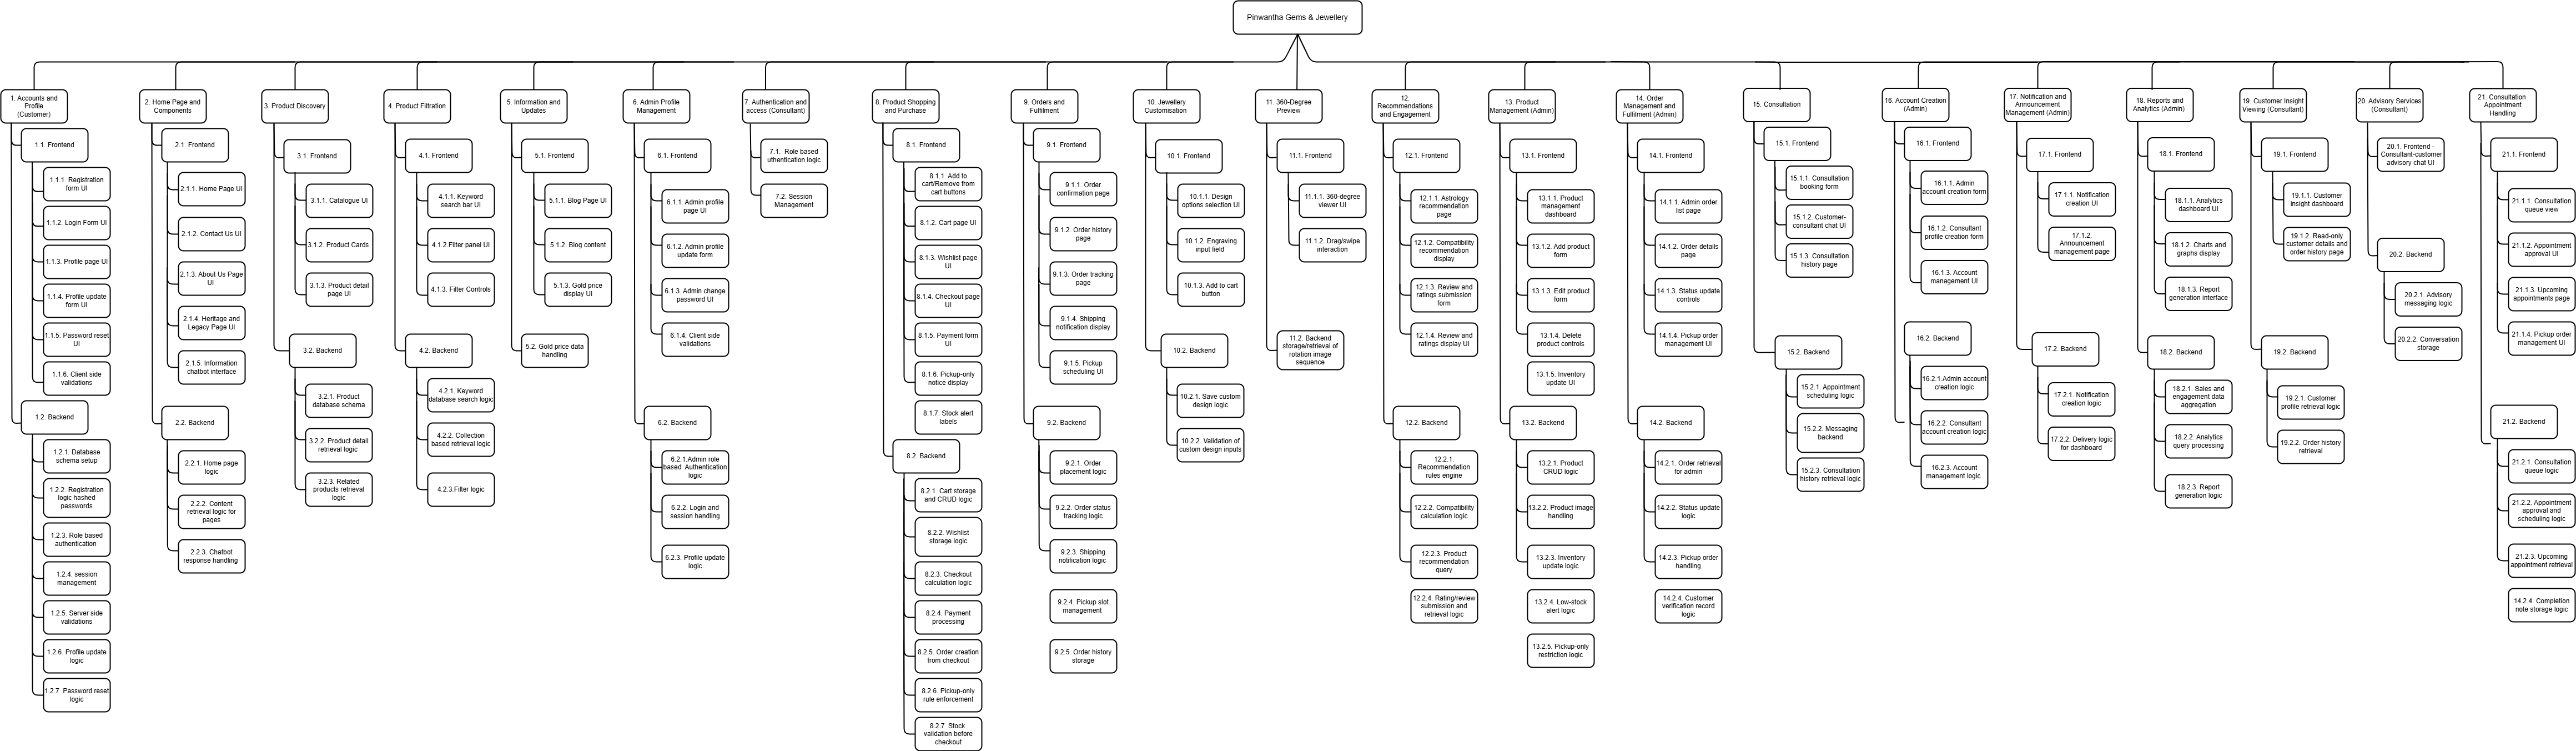 Pinwantha Gems & Jewellery
1. Accounts and
Profile
(Customer)
1.1. Frontend
1.1.1. Registration
form UI
1.1.2. Login Form UI
1.1.3. Profile page UI
1.1.4. Profile update
form UI
1.1.5. Password reset
UI
1.1.6. Client side
validations
1.2. Backend
1.2.1. Database
schema setup
1.2.2. Registration
logic hashed
passwords
1.2.3. Role based
authentication
1.2.4. session
management
1.2.5. Server side
validations
1.2.6. Profile update
logic
1.2.7 Password reset
logic
2. Home Page and
Components
2.1. Frontend
2.1.1. Home Page UI
2.1.2. Contact Us UI
2.1.3. About Us Page
UI
2.1.4. Heritage and
Legacy Page UI
2.1.5. Information
chatbot interface
2.2. Backend
2.2.1. Home page
logic
2.2.2. Content
retrieval logic for
pages
2.2.3. Chatbot
response handling
3. Product Discovery
3.1. Frontend
3.1.1. Catalogue UI
3.1.2. Product Cards
3.1.3. Product detail
page UI
3.2. Backend
3.2.1. Product
database schema
3.2.2. Product detail
retrieval logic
3.2.3. Related
products retrieval
logic
4. Product Filtration
4.1. Frontend
4.1.1. Keyword
search bar UI
4.1.2.Filter panel UI
4.1.3. Filter Controls
4.2. Backend
4.2.1. Keyword
database search logic
4.2.2. Collection
based retrieval logic
4.2.3.Filter logic
5. Information and
Updates
5.1. Frontend
5.1.1. Blog Page UI
5.1.2. Blog content
5.1.3. Gold price
display UI
5.2. Gold price data
handling
6. Admin Profile
Management
6.1. Frontend
6.1.1. Admin profile
page UI
6.1.2. Admin profile
update form
6.1.3. Admin change
password UI
6.1.4. Client side
validations
6.2. Backend
6.2.1.Admin role
based Authentication
logic
6.2.2. Login and
session handling
6.2.3. Profile update
logic
7. Authentication and
access (Consultant)
7.1. Role based
uthentication logic
7.2. Session
Management
8. Product Shopping
and Purchase
8.1. Frontend
8.1.1. Add to
cart/Remove from
cart buttons
8.1.2. Cart page UI
8.1.3. Wishlist page
UI
8.1.4. Checkout page
UI
8.1.5. Payment form
UI
8.1.6. Pickup-only
notice display
8.1.7. Stock alert
labels
8.2. Backend
8.2.1. Cart storage
and CRUD logic
8.2.2. Wishlist
storage logic
8.2.3. Checkout
calculation logic
8.2.4. Payment
processing
8.2.5. Order creation
from checkout
8.2.6. Pickup-only
rule enforcement
8.2.7 Stock
validation before
checkout
9. Orders and
Fulfilment
9.1. Frontend
9.1.1. Order
confirmation page
9.1.2. Order history
page
9.1.3. Order tracking
page
9.1.4. Shipping
notification display
9.1.5. Pickup
scheduling UI
9.2. Backend
9.2.1. Order
placement logic
9.2.2. Order status
tracking logic
9.2.3. Shipping
notification logic
9.2.4. Pickup slot
management
9.2.5. Order history
storage
10. Jewellery
Customisation
10.1. Frontend
10.1.1. Design
options selection UI
10.1.2. Engraving
input field
10.1.3. Add to cart
button
10.2. Backend
10.2.1. Save custom
design logic
10.2.2. Validation of
custom design inputs
11. 360-Degree
Preview
11.1. Frontend
11.1.1. 360-degree
viewer UI
11.1.2. Drag/swipe
interaction
11.2. Backend
storage/retrieval of
rotation image
sequence
12.
Recommendations
and Engagement
12.1. Frontend
12.1.1. Astrology
recommendation
page
12.1.2. Compatibility
recommendation
display
12.1.3. Review and
ratings submission
form
12.1.4. Review and
ratings display UI
12.2. Backend
12.2.1.
Recommendation
rules engine
12.2.2. Compatibility
calculation logic
12.2.3. Product
recommendation
query
12.2.4. Rating/review
submission and
retrieval logic
13. Product
Management (Admin)
13.1. Frontend
13.1.1. Product
management
dashboard
13.1.2. Add product
form
13.1.3. Edit product
form
13.1.4. Delete
product controls
13.1.5. Inventory
update UI
13.2. Backend
13.2.1. Product
CRUD logic
13.2.2. Product image
handling
13.2.3. Inventory
update logic
13.2.4. Low-stock
alert logic
13.2.5. Pickup-only
restriction logic
14. Order
Management and
Fulfilment (Admin)
14.1. Frontend
14.1.1. Admin order
list page
14.1.2. Order details
page
14.1.3. Status update
controls
14.1.4. Pickup order
management UI
14.2. Backend
14.2.1. Order retrieval
for admin
14.2.2. Status update
logic
14.2.3. Pickup order
handling
14.2.4. Customer
verification record
logic
15. Consultation
15.1. Frontend
15.1.1. Consultation
booking form
15.1.2. Customer-
consultant chat UI
15.1.3. Consultation
history page
15.2. Backend
15.2.1. Appointment
scheduling logic
15.2.2. Messaging
backend
15.2.3. Consultation
history retrieval logic
16. Account Creation
(Admin)
16.1. Frontend
16.1.1. Admin
account creation form
16.1.2. Consultant
profile creation form
16.1.3. Account
management UI
16.2. Backend
16.2.1.Admin account
creation logic
16.2.2. Consultant
account creation logic
16.2.3. Account
management logic
17. Notification and
Announcement
Management (Admin)
17.1. Frontend
17.1.1. Notification
creation UI
17.1.2.
Announcement
management page
17.2. Backend
17.2.1. Notification
creation logic
17.2.2. Delivery logic
for dashboard
18. Reports and
Analytics (Admin)
18.1. Frontend
18.1.1. Analytics
dashboard UI
18.1.2. Charts and
graphs display
18.1.3. Report
generation interface
18.2. Backend
18.2.1. Sales and
engagement data
aggregation
18.2.2. Analytics
query processing
18.2.3. Report
generation logic
19. Customer Insight
Viewing (Consultant)
19.1. Frontend
19.1.1. Customer
insight dashboard
19.1.2. Read-only
customer details and
order history page
19.2. Backend
19.2.1. Customer
profile retrieval logic
19.2.2. Order history
retrieval
20. Advisory Services
(Consultant)
20.1. Frontend -
Consultant-customer
advisory chat UI
20.2. Backend
20.2.1. Advisory
messaging logic
20.2.2. Conversation
storage
21. Consultation
Appointment
Handling
21.1. Frontend
21.1.1. Consultation
queue view
21.1.2. Appointment
approval UI
21.1.3. Upcoming
appointments page
21.1.4. Pickup order
management UI
21.2. Backend
21.2.1. Consultation
queue logic
21.2.2. Appointment
approval and
scheduling logic
21.2.3. Upcoming
appointment retrieval
14.2.4. Completion
note storage logic